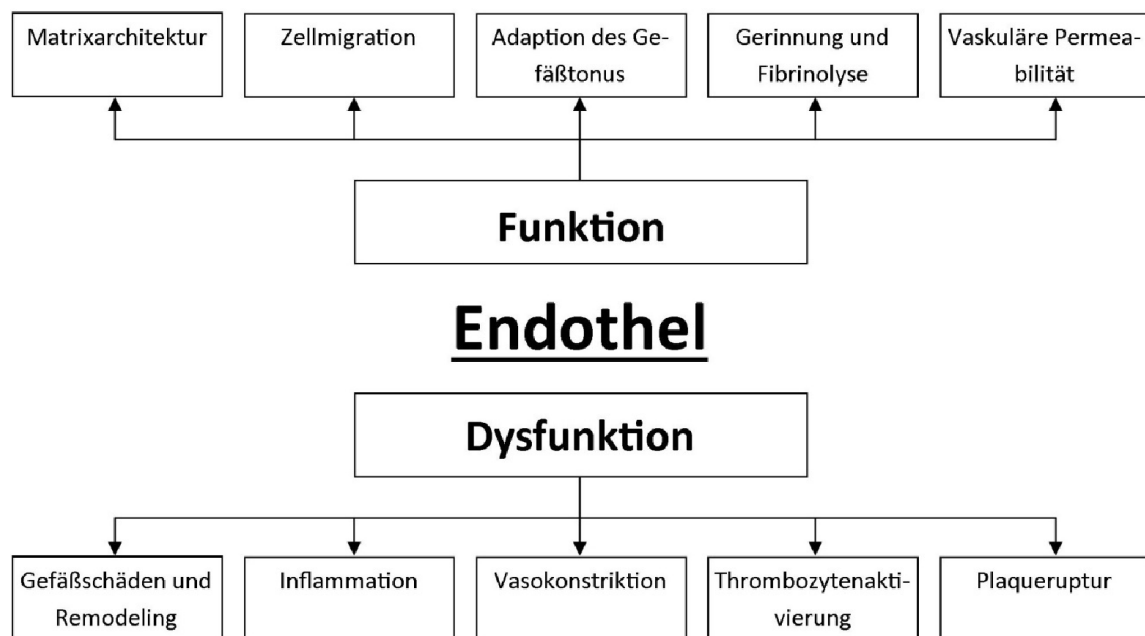 Matrixarchitektur
Zellmigration
Adaption des Ge-
fäßtonus
Gerinnung und
Fibrinolyse
Vaskuläre Permea-
bilität
Funktion
Endothel
Dysfunktion
Gefäßschäden und
Remodeling
Inflammation
Vasokonstriktion
Thrombozytenakti-
vierung
Plaqueruptur